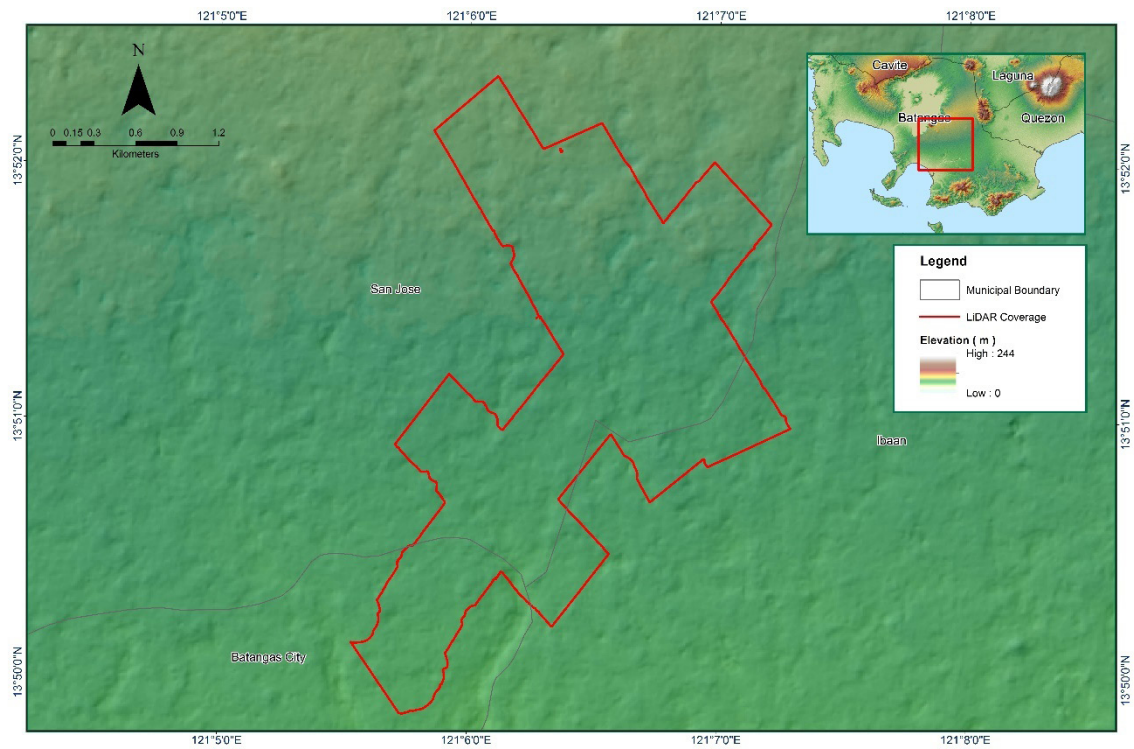 121°5'0"E 121°6'0"E 121°7'0"E 121°8'0"E
N
0 0.15 0.3 0.6 0.9 1.2
Kilometers
Cavite
Laguna
Batangas
Quezon
13°52'0"N 13°52'0"N
Legend
Municipal Boundary
LiDAR Coverage
Elevation ( m )
High : 244
Low : 0
San Jose
13°51'0"N 13°51'0"N
Ibaan
Batangas City
13°50'0"N 13°50'0"N
121°5'0"E 121°6'0"E 121°7'0"E 121°8'0"E